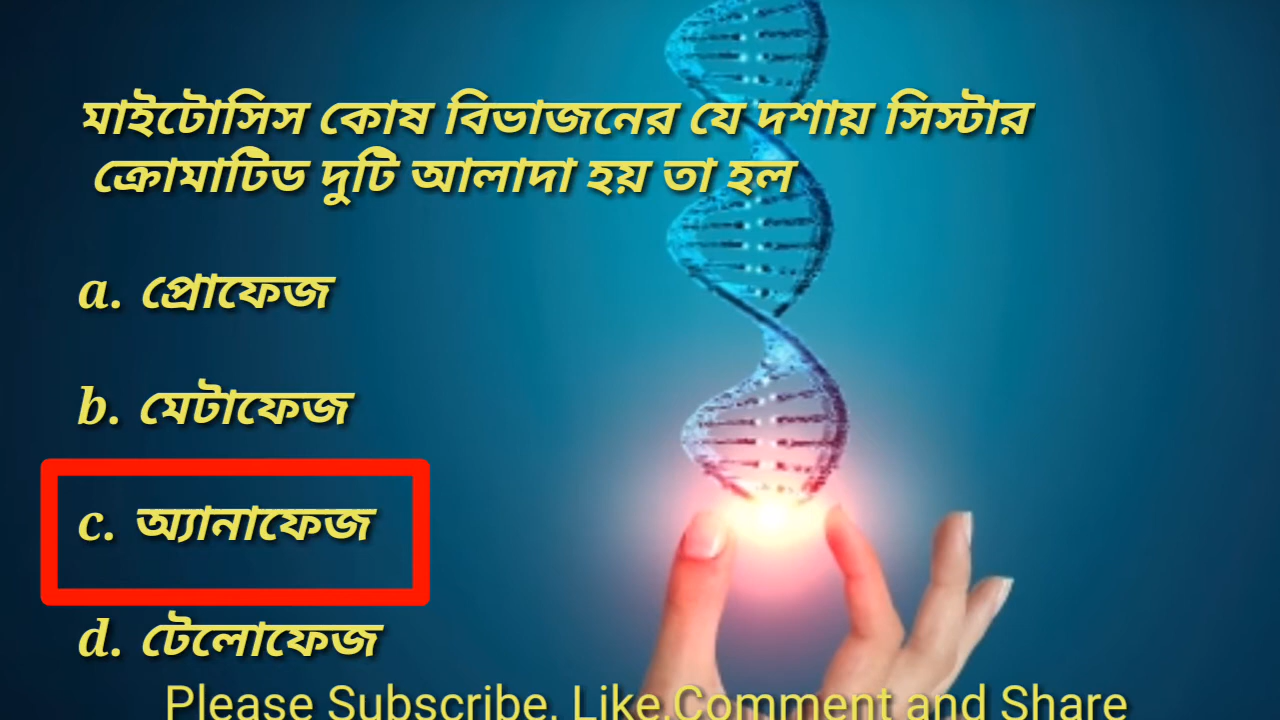 মাইটোসিস কোষ বিভাজনের যে দশায় সিস্টার
ক্রোমাটিড দুটি আলাদা হয় তা হল
a. প্রোফেজ
b. মেটাফেজ
c. অ্যানাফেজ
d. টেলোফেজ
Please Subscribe, Like,Comment and Share